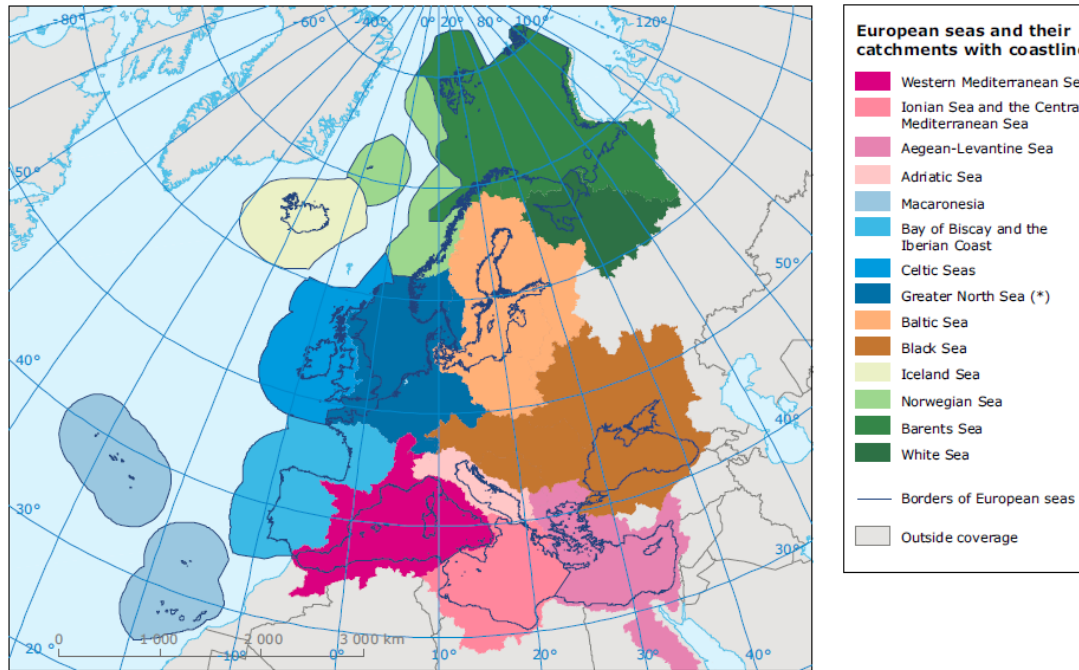 -80°
-60°
-40°
0°
20°
80°
100°
-120°
European seas and their
catchments with coastlin
Western Mediterranean Se
Ionian Sea and the Centra
Mediterranean Sea
Aegean-Levantine Sea
Adriatic Sea
Macaronesia
Bay of Biscay and the
Iberian Coast
Celtic Seas
Greater North Sea (*)
Baltic Sea
Black Sea
Iceland Sea
Norwegian Sea
Barents Sea
White Sea
Borders of European seas
Outside coverage
50°
50°
40°
40°
30°
30°
0
1 000
2 000
3 000 km
20°
-10°
0°
10°
20°
30°
40°